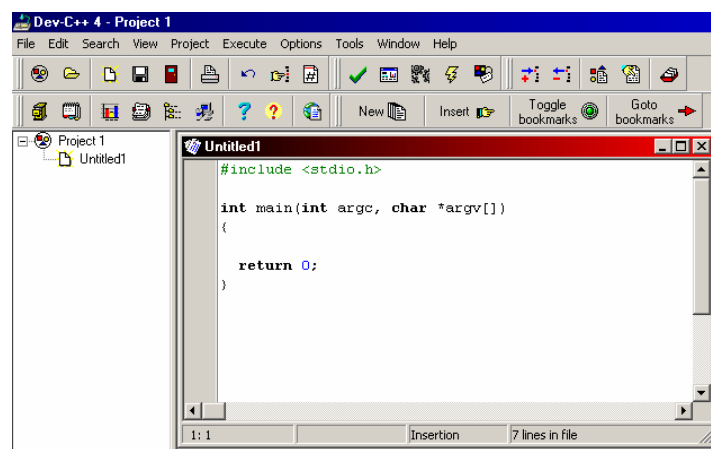 Dev-C++ 4 - Project 1
File Edit Search View Project Execute Options Tools Window Help
New Insert Toggle bookmarks Goto bookmarks
Project 1
Untitled1
Untitled1
#include <stdio.h>
int main(int argc, char *argv[])
{
return 0;
}
1: 1 Insertion 7 lines in file